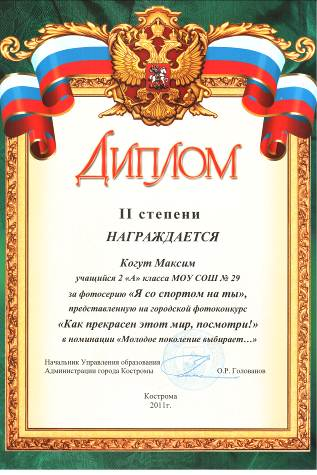 ДИПЛОМ
II степени
НАГРАЖДАЕТСЯ
Когут Максим
учащийся 2 «А» класса МОУ СОШ № 29
за фотосерию «Я со спортом на ты»,
представленную на городской фотоконкурс
«Как прекрасен этот мир, посмотри!»
в номинации «Молодое поколение выбирает…»
Начальник Управления образования
Администрации города Костромы О.Р. Голованов
Кострома
2011г.